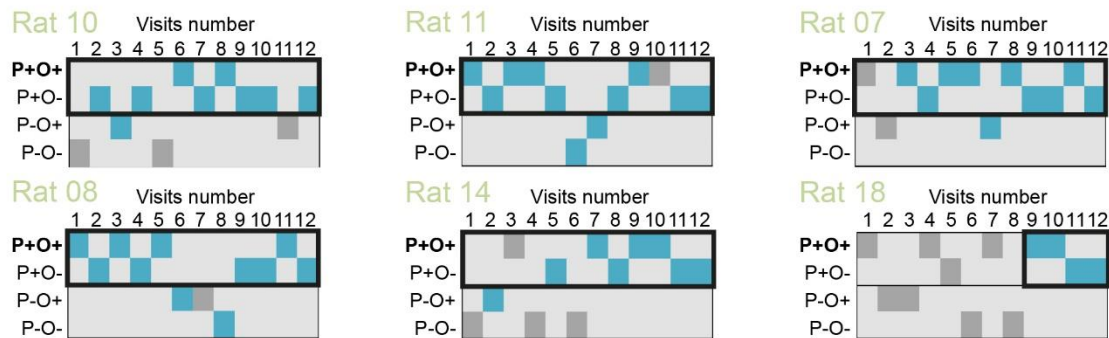 Rat 10 Visits number
1 2 3 4 5 6 7 8 9 10 11 12
P+O+
P+O-
P-O+
P-O-
Rat 11 Visits number
1 2 3 4 5 6 7 8 9 10 11 12
P+O+
P+O-
P-O+
P-O-
Rat 07 Visits number
1 2 3 4 5 6 7 8 9 10 11 12
P+O+
P+O-
P-O+
P-O-
Rat 08 Visits number
1 2 3 4 5 6 7 8 9 10 11 12
P+O+
P+O-
P-O+
P-O-
Rat 14 Visits number
1 2 3 4 5 6 7 8 9 10 11 12
P+O+
P+O-
P-O+
P-O-
Rat 18 Visits number
1 2 3 4 5 6 7 8 9 10 11 12
P+O+
P+O-
P-O+
P-O-